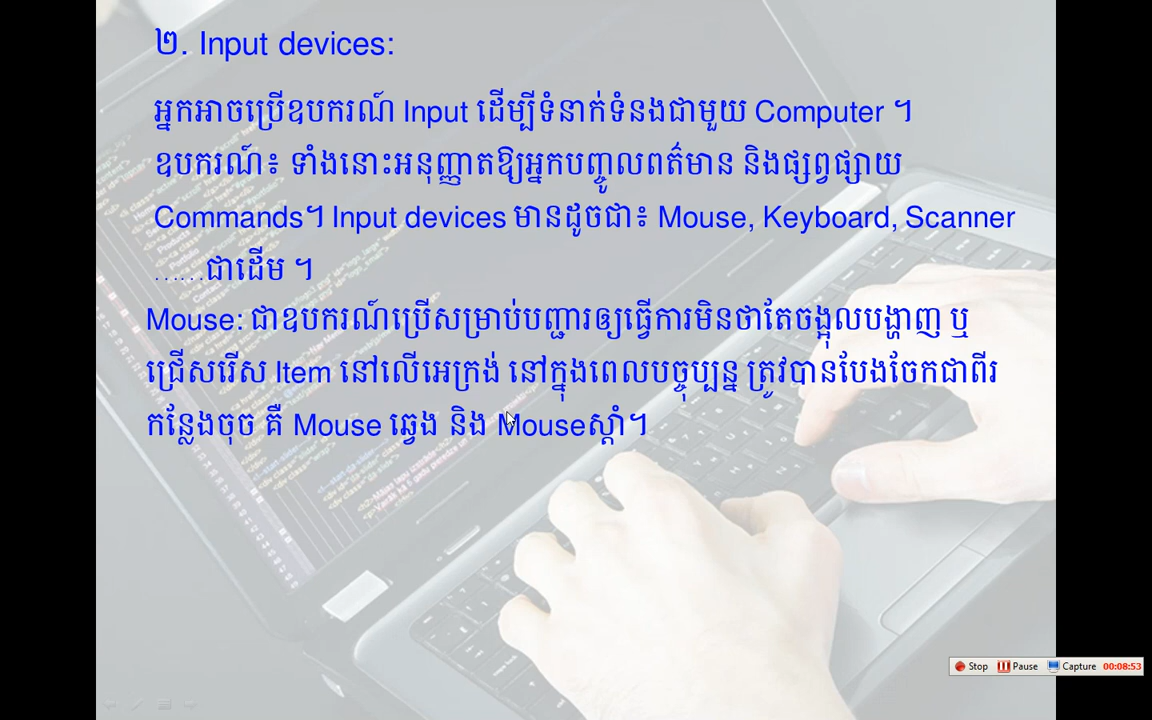 ២. Input devices:
អ្នកអាចប្រើឧបករណ៍ Input ដើម្បីទំនាក់ទំនងជាមួយ Computer ។
ឧបករណ៍៖ ទាំងនោះអនុញ្ញាតឱ្យអ្នកបញ្ចូលពត៌មាន និងផ្សព្វផ្សាយ
Commands។ Input devices មានដូចជា៖ Mouse, Keyboard, Scanner
……ជាដើម ។
Mouse: ជាឧបករណ៍ប្រើសម្រាប់បញ្ជារឲ្យធ្វើការមិនថាតែចង្អុលបង្ហាញ ឬ
ជ្រើសរើស Item នៅលើអេក្រង់ នៅក្នុងពេលបច្ចុប្បន្ន ត្រូវបានបែងចែកជាពីរ
កន្លែងចុច គឺ Mouse ឆ្វេង និង Mouseស្តាំ។
Stop Pause Capture 00:08:53